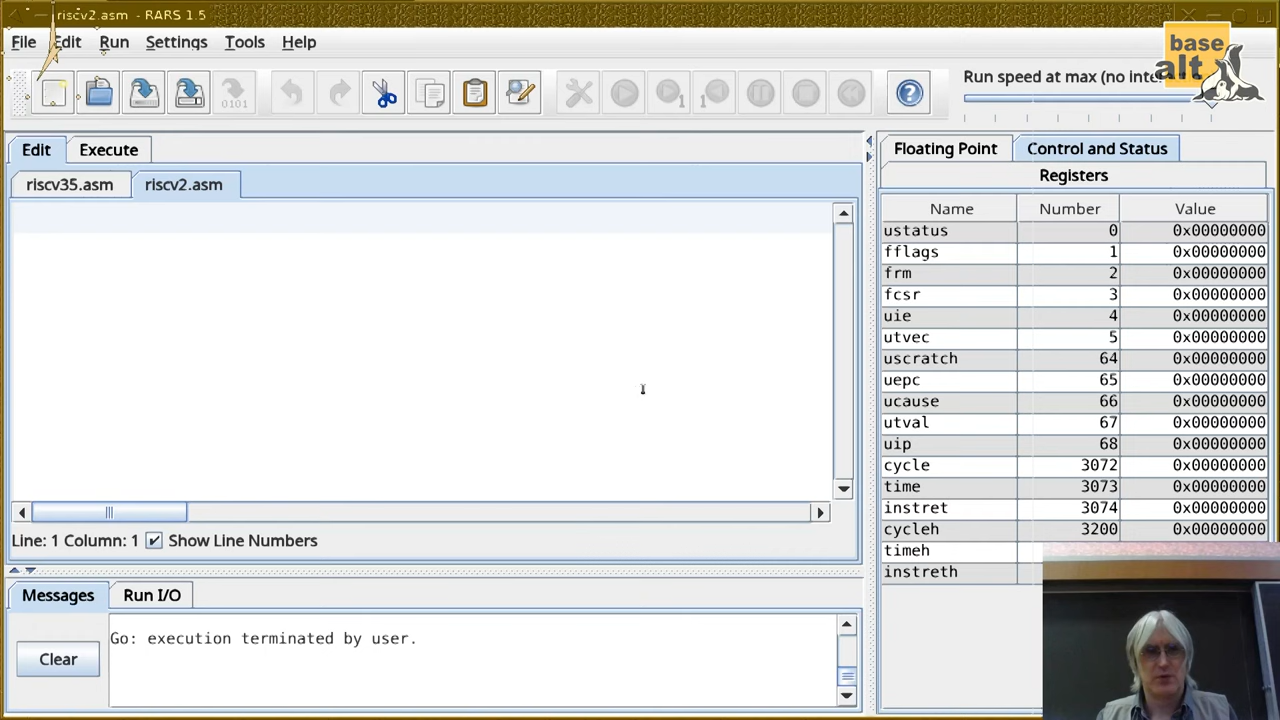 riscv2.asm - RARS 1.5
File Edit Run Settings Tools Help
Run speed at max (no inte
base
alt
Edit Execute
riscv35.asm riscv2.asm
Line: 1 Column: 1 Show Line Numbers
Messages Run I/O
Clear
Go: execution terminated by user.
Floating Point Control and Status
Registers
Name Number Value
ustatus 0 0x00000000
fflags 1 0x00000000
frm 2 0x00000000
fcsr 3 0x00000000
uie 4 0x00000000
utvec 5 0x00000000
uscratch 64 0x00000000
uepc 65 0x00000000
ucause 66 0x00000000
utval 67 0x00000000
uip 68 0x00000000
cycle 3072 0x00000000
time 3073 0x00000000
instret 3074 0x00000000
cycleh 3200 0x00000000
timeh
instreth